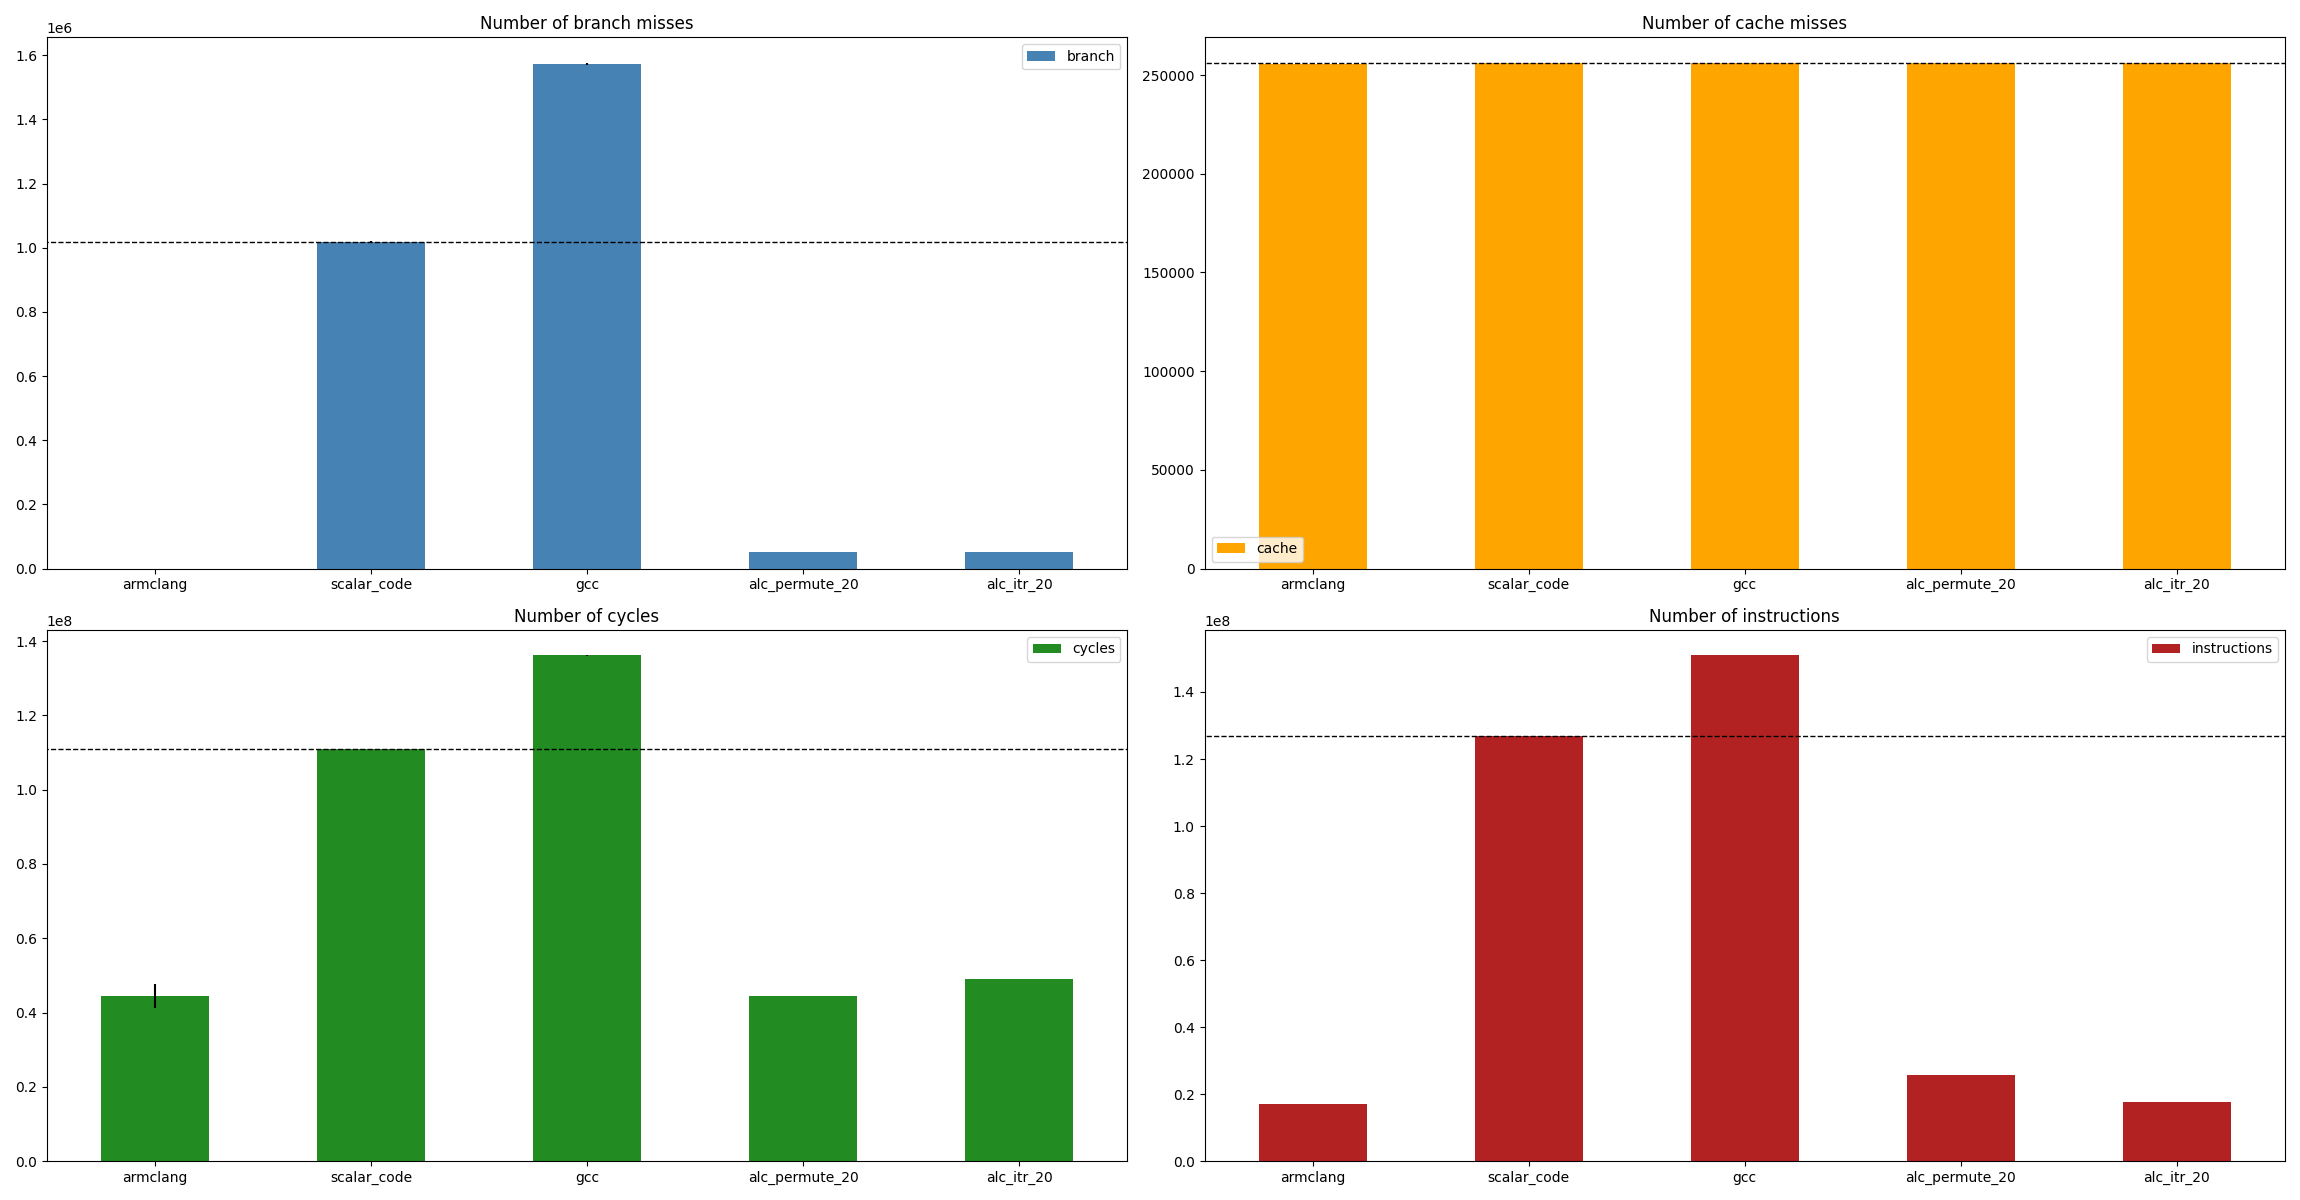 Number of branch misses
1e6
1.6
1.4
1.2
1.0
0.8
0.6
0.4
0.2
0.0
branch
armclang scalar_code gcc alc_permute_20 alc_itr_20
Number of cache misses
250000
200000
150000
100000
50000
0
cache
armclang scalar_code gcc alc_permute_20 alc_itr_20
Number of cycles
1e8
1.4
1.2
1.0
0.8
0.6
0.4
0.2
0.0
cycles
armclang scalar_code gcc alc_permute_20 alc_itr_20
Number of instructions
1e8
1.4
1.2
1.0
0.8
0.6
0.4
0.2
0.0
instructions
armclang scalar_code gcc alc_permute_20 alc_itr_20